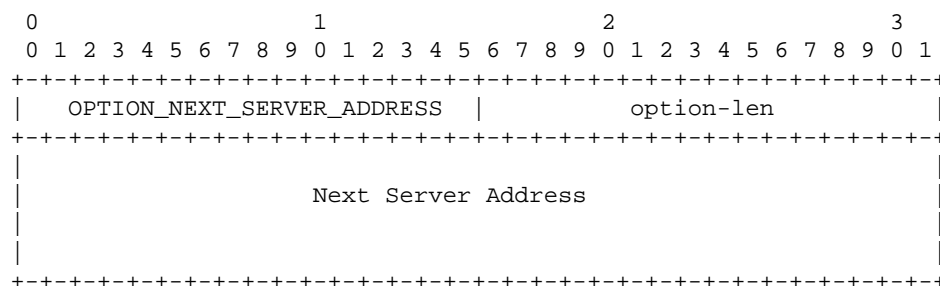 0                   1                   2                   3
 0 1 2 3 4 5 6 7 8 9 0 1 2 3 4 5 6 7 8 9 0 1 2 3 4 5 6 7 8 9 0 1
+-+-+-+-+-+-+-+-+-+-+-+-+-+-+-+-+-+-+-+-+-+-+-+-+-+-+-+-+-+-+-+-+
|   OPTION_NEXT_SERVER_ADDRESS  |          option-len           |
+-+-+-+-+-+-+-+-+-+-+-+-+-+-+-+-+-+-+-+-+-+-+-+-+-+-+-+-+-+-+-+-+
|                                                               |
|                    Next Server Address                        |
|                                                               |
|                                                               |
+-+-+-+-+-+-+-+-+-+-+-+-+-+-+-+-+-+-+-+-+-+-+-+-+-+-+-+-+-+-+-+-+